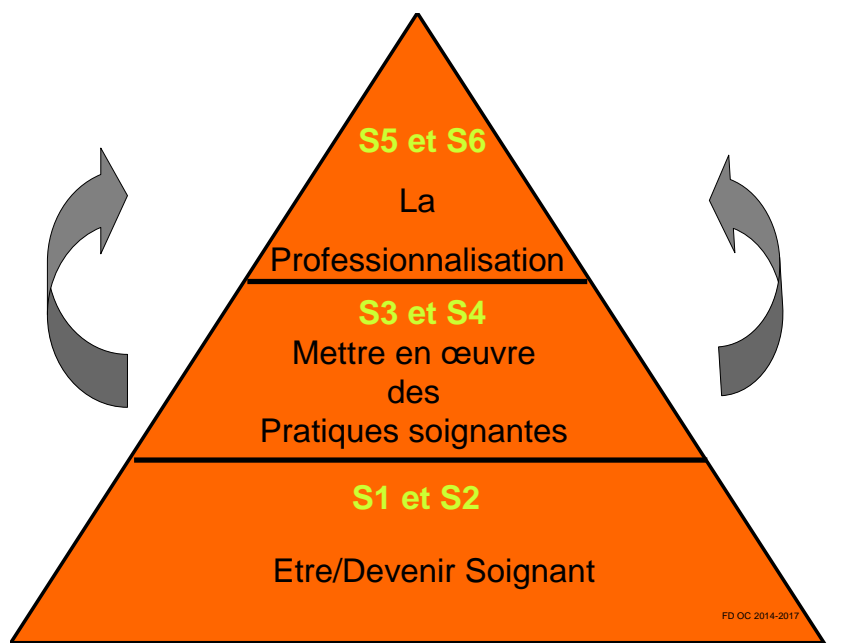 S5 et S6
La
Professionnalisation
S3 et S4
Mettre en œuvre
des
Pratiques soignantes
S1 et S2
Etre/Devenir Soignant
FD OC 2014-2017